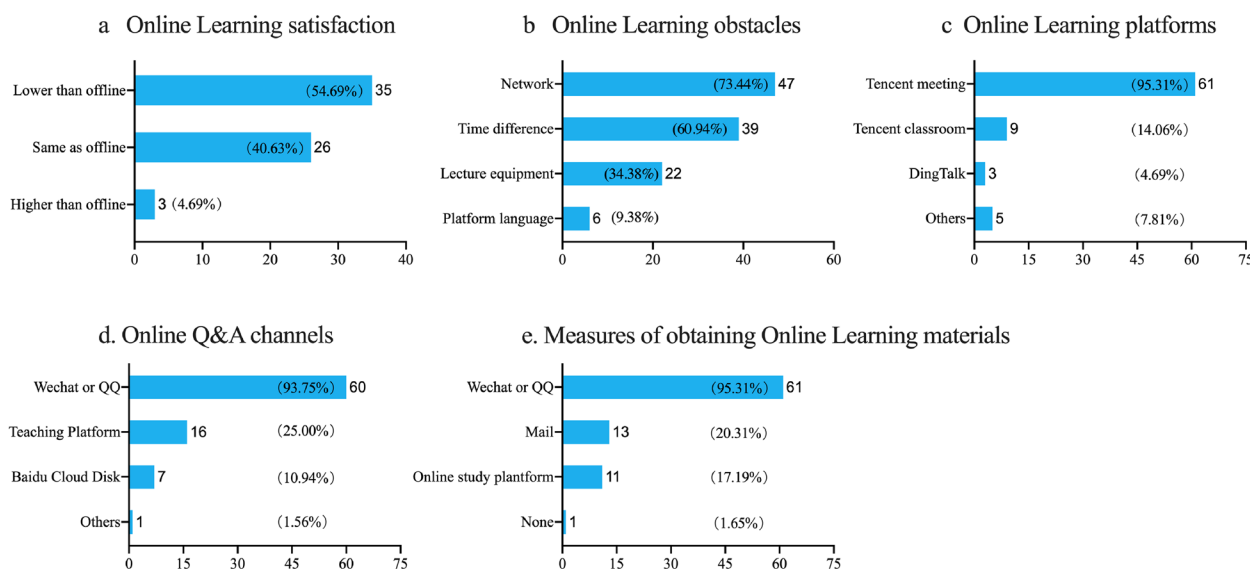 a Online Learning satisfaction
Lower than offline (54.69%) 35
Same as offline (40.63%) 26
Higher than offline 3 (4.69%)
0 10 20 30 40
b Online Learning obstacles
Network (73.44%) 47
Time difference (60.94%) 39
Lecture equipment (34.38%) 22
Platform language 6 (9.38%)
0 20 40 60
c Online Learning platforms
Tencent meeting (95.31%) 61
Tencent classroom 9 (14.06%)
DingTalk 3 (4.69%)
Others 5 (7.81%)
0 15 30 45 60 75
d. Online Q&A channels
Wechat or QQ (93.75%) 60
Teaching Platform 16 (25.00%)
Baidu Cloud Disk 7 (10.94%)
Others 1 (1.56%)
0 15 30 45 60 75
e. Measures of obtaining Online Learning materials
Wechat or QQ (95.31%) 61
Mail 13 (20.31%)
Online study plantform 11 (17.19%)
None 1 (1.65%)
0 15 30 45 60 75